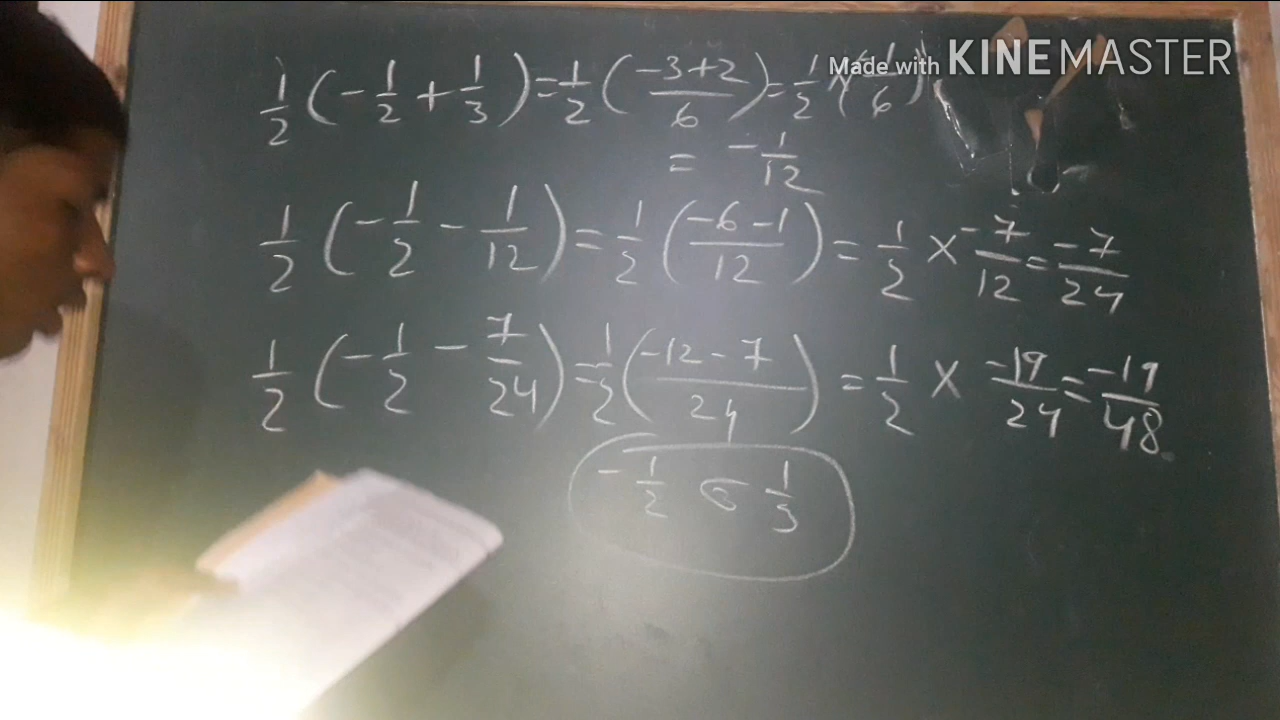 Made with KINEMASTER
1/2 (-1/2 + 1/3) = 1/2 (-3+2/6) = 1/2 × (-1/6)
= -1/12
1/2 (-1/2 - 1/12) = 1/2 (-6-1/12) = 1/2 × -7/12 = -7/24
1/2 (-1/2 - 7/24) = 1/2 (-12-7/24) = 1/2 × -19/24 = -19/48
-1/2 1/3